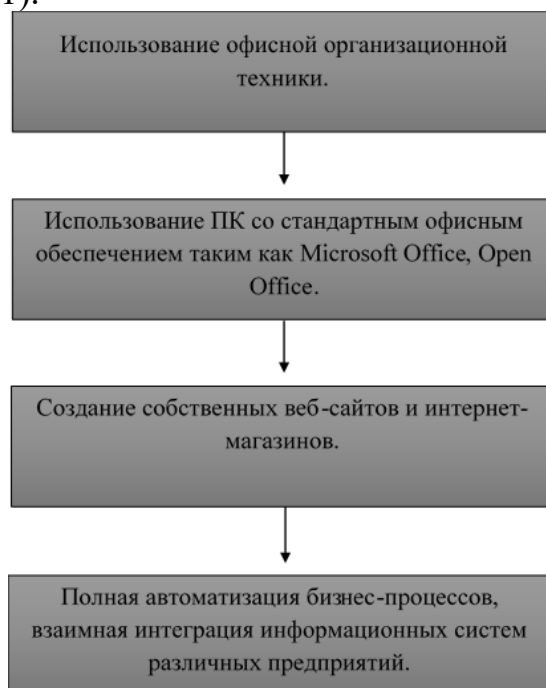 1).
Использование офисной организационной
техники.
Использование ПК со стандартным офисным
обеспечением таким как Microsoft Office, Open
Office.
Создание собственных веб-сайтов и интернет-
магазинов.
Полная автоматизация бизнес-процессов,
взаимная интеграция информационных систем
различных предприятий.